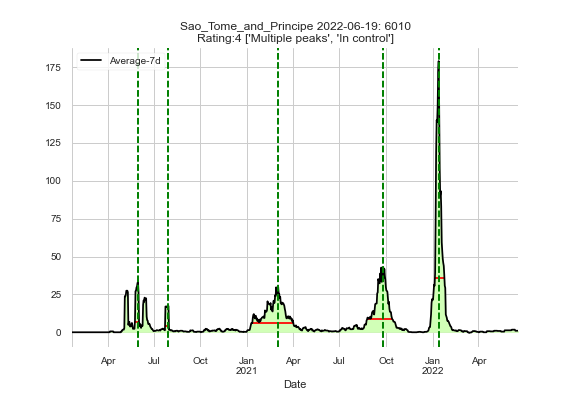 Sao_Tome_and_Principe 2022-06-19: 6010
Rating:4 ['Multiple peaks', 'In control']
Average-7d
175
150
125
100
75
50
25
0
Apr Jul Oct Jan Apr Jul Oct Jan Apr
2021 2022
Date